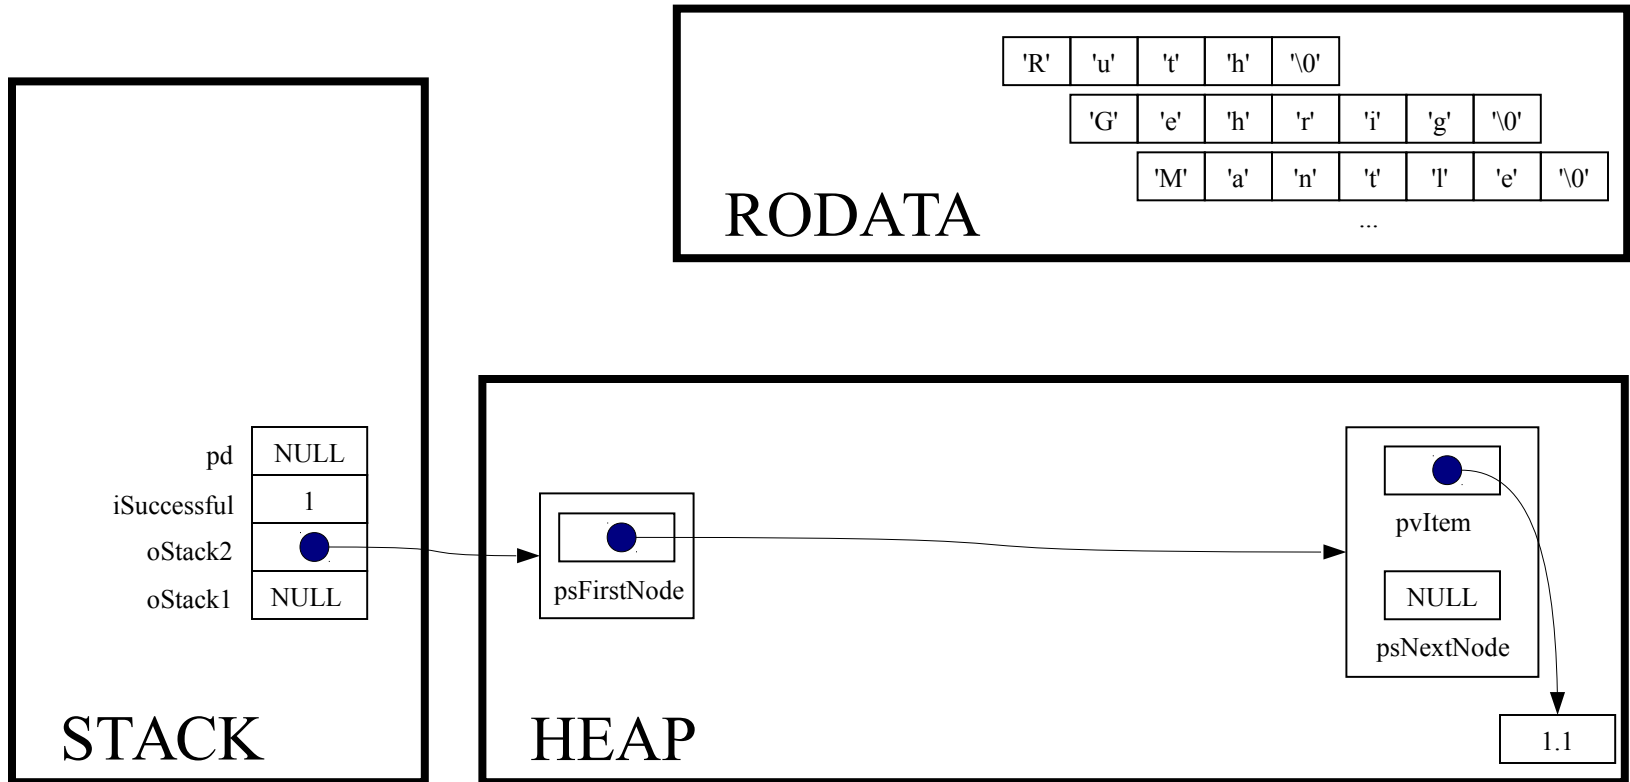 'R' 'u' 't' 'h' '\0'
'G' 'e' 'h' 'r' 'i' 'g' '\0'
'M' 'a' 'n' 't' 'l' 'e' '\0'
...
RODATA
pd NULL
iSuccessful 1
oStack2
oStack1 NULL
STACK
psFirstNode
pvItem
NULL
psNextNode
1.1
HEAP